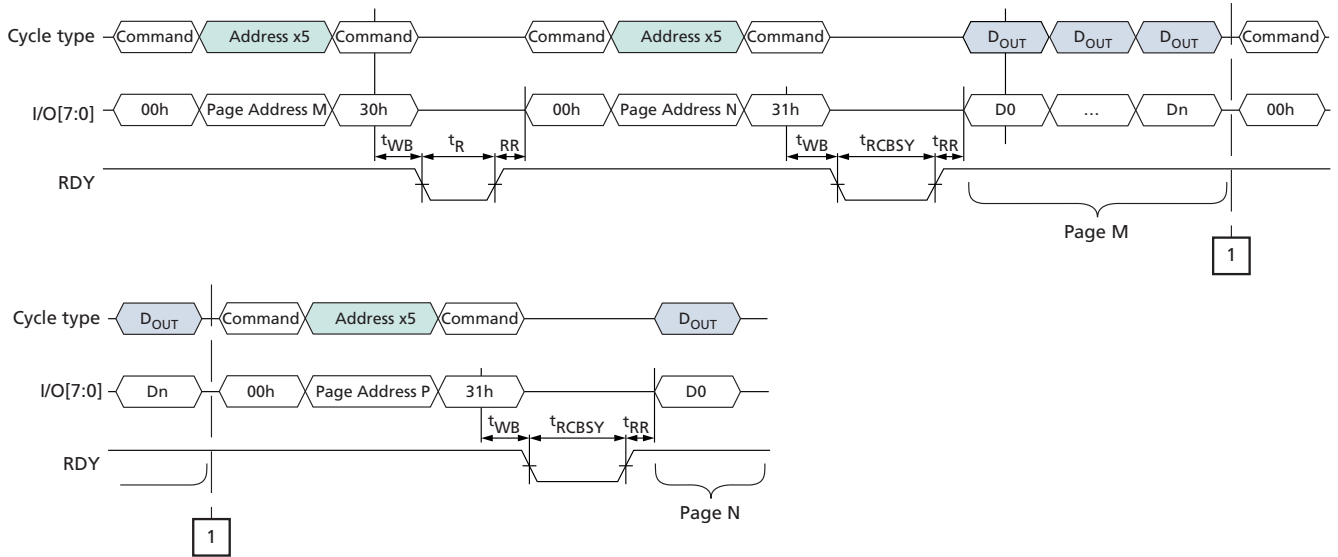 Cycle type Command Address x5 Command Command Address x5 Command DOUT DOUT DOUT Command
I/O[7:0] 00h Page Address M 30h 00h Page Address N 31h D0 ... Dn 00h
tWB tR RR tWB tRCBSY tRR
RDY
Page M
1
Cycle type DOUT Command Address x5 Command DOUT
I/O[7:0] Dn 00h Page Address P 31h D0
tWB tRCBSY tRR
RDY
Page N
1